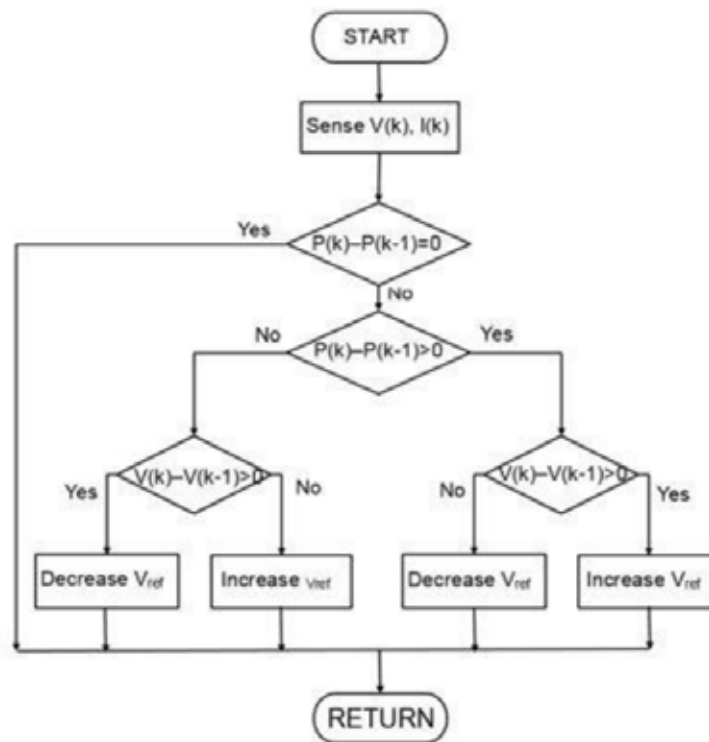 START
Sense V(k), I(k)
Yes
P(k)–P(k-1)=0
No
No
P(k)–P(k-1)>0
Yes
V(k)–V(k-1)>0
V(k)–V(k-1)>0
Yes
No
No
Yes
Decrease Vref
Increase Vref
Decrease Vref
Increase Vref
RETURN